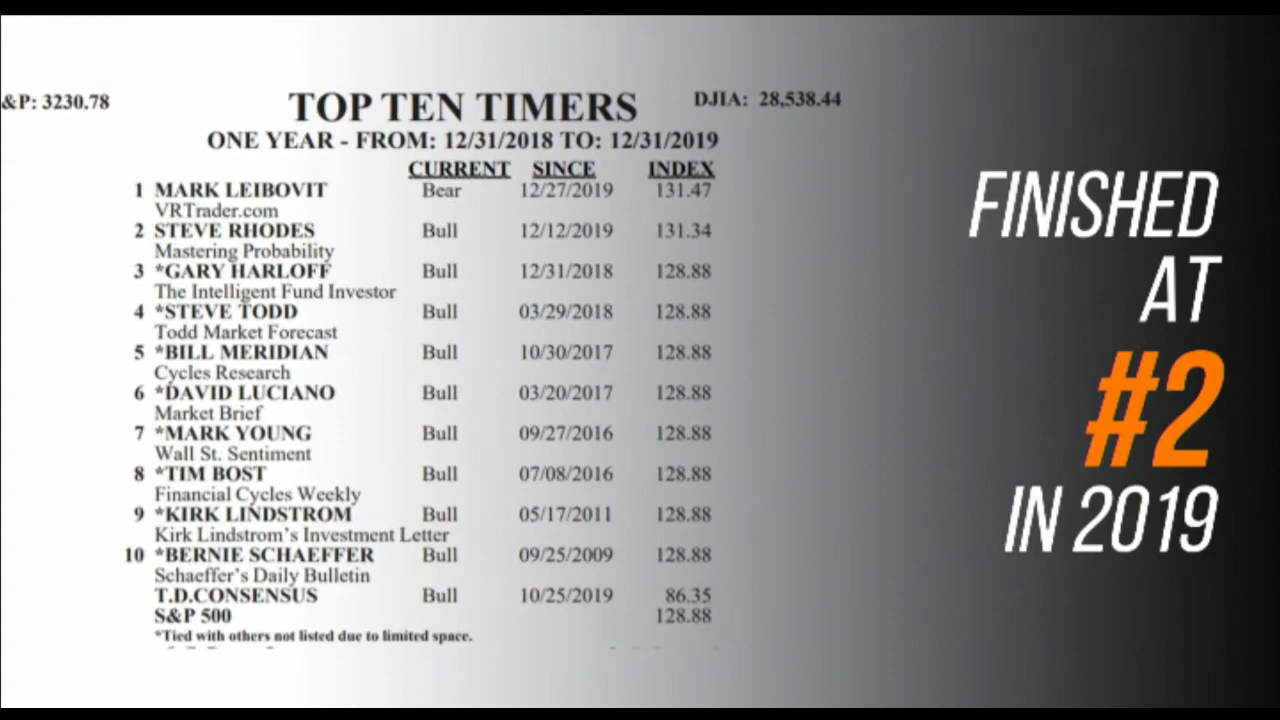 &P: 3230.78
TOP TEN TIMERS
DJIA: 28,538.44
ONE YEAR - FROM: 12/31/2018 TO: 12/31/2019
CURRENT SINCE INDEX
1 MARK LEIBOVIT Bear 12/27/2019 131.47
VRTrader.com
2 STEVE RHODES Bull 12/12/2019 131.34
Mastering Probability
3 *GARY HARLOFF Bull 12/31/2018 128.88
The Intelligent Fund Investor
4 *STEVE TODD Bull 03/29/2018 128.88
Todd Market Forecast
5 *BILL MERIDIAN Bull 10/30/2017 128.88
Cycles Research
6 *DAVID LUCIANO Bull 03/20/2017 128.88
Market Brief
7 *MARK YOUNG Bull 09/27/2016 128.88
Wall St. Sentiment
8 *TIM BOST Bull 07/08/2016 128.88
Financial Cycles Weekly
9 *KIRK LINDSTROM Bull 05/17/2011 128.88
Kirk Lindstrom's Investment Letter
10 *BERNIE SCHAEFFER Bull 09/25/2009 128.88
Schaeffer's Daily Bulletin
T.D.CONSENSUS Bull 10/25/2019 86.35
S&P 500 128.88
*Tied with others not listed due to limited space.
FINISHED
AT
#2
IN 2019